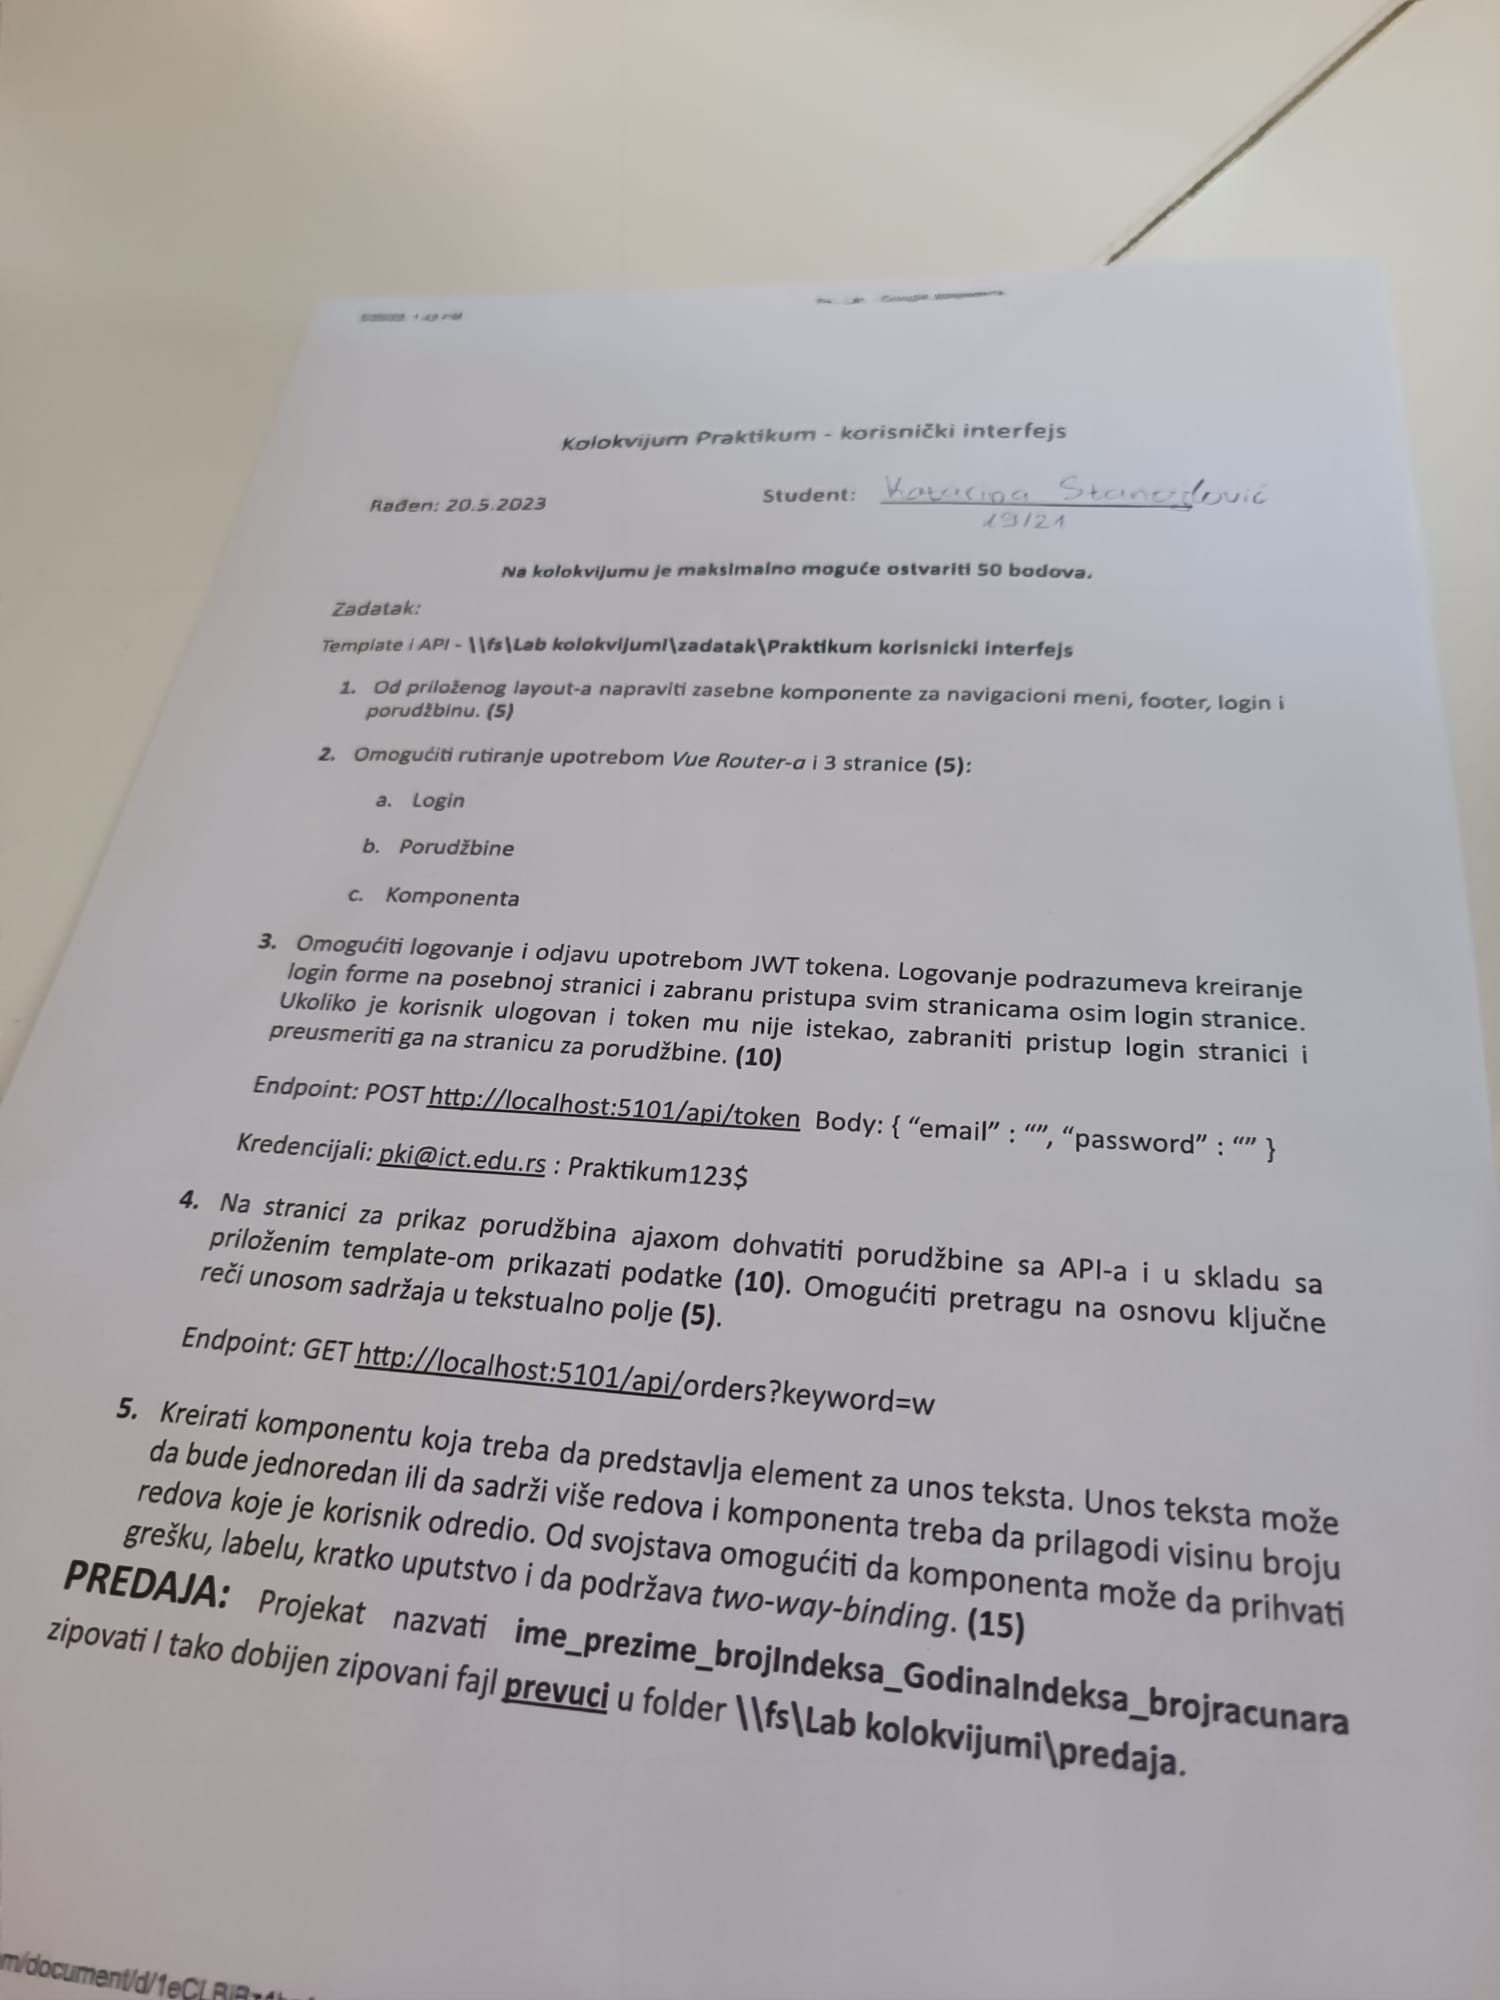 Kolokvijum Praktikum - korisnički interfejs
Rađen: 20.5.2023 Student: Katarina
19/21
Na kolokvijumu je maksimalno moguće ostvariti 50 bodova.
Zadatak:
Template i API - \\fs\Lab kolokvijumi\zadatak\Praktikum korisnicki interfejs
1. Od priloženog layout-a napraviti zasebne komponente za navigacioni meni, footer, login i
porudžbinu. (5)
2. Omogućiti rutiranje upotrebom Vue Router-a i 3 stranice (5):
a. Login
b. Porudžbine
c. Komponenta
3. Omogućiti logovanje i odjavu upotrebom JWT tokena. Logovanje podrazumeva kreiranje
login forme na posebnoj stranici i zabranu pristupa svim stranicama osim login stranice.
Ukoliko je korisnik ulogovan i token mu nije istekao, zabraniti pristup login stranici i
preusmeriti ga na stranicu za porudžbine. (10)
Endpoint: POST http://localhost:5101/api/token Body: { “email” : “”, “password” : “” }
Kredencijali: pki@ict.edu.rs : Praktikum123$
4. Na stranici za prikaz porudžbina ajaxom dohvatiti porudžbine sa API-a i u skladu sa
priloženim template-om prikazati podatke (10). Omogućiti pretragu na osnovu ključne
reči unosom sadržaja u tekstualno polje (5).
Endpoint: GET http://localhost:5101/api/orders?keyword=w
5. Kreirati komponentu koja treba da predstavlja element za unos teksta. Unos teksta može
da bude jednoredan ili da sadrži više redova i komponenta treba da prilagodi visinu broju
redova koje je korisnik odredio. Od svojstava omogućiti da komponenta može da prihvati
grešku, labelu, kratko uputstvo i da podržava two-way-binding. (15)
PREDAJA: Projekat nazvati ime_prezime_brojIndeksa_GodinaIndeksa_brojracunara
zipovati I tako dobijen zipovani fajl prevuci u folder \\fs\Lab kolokvijumi\predaja.